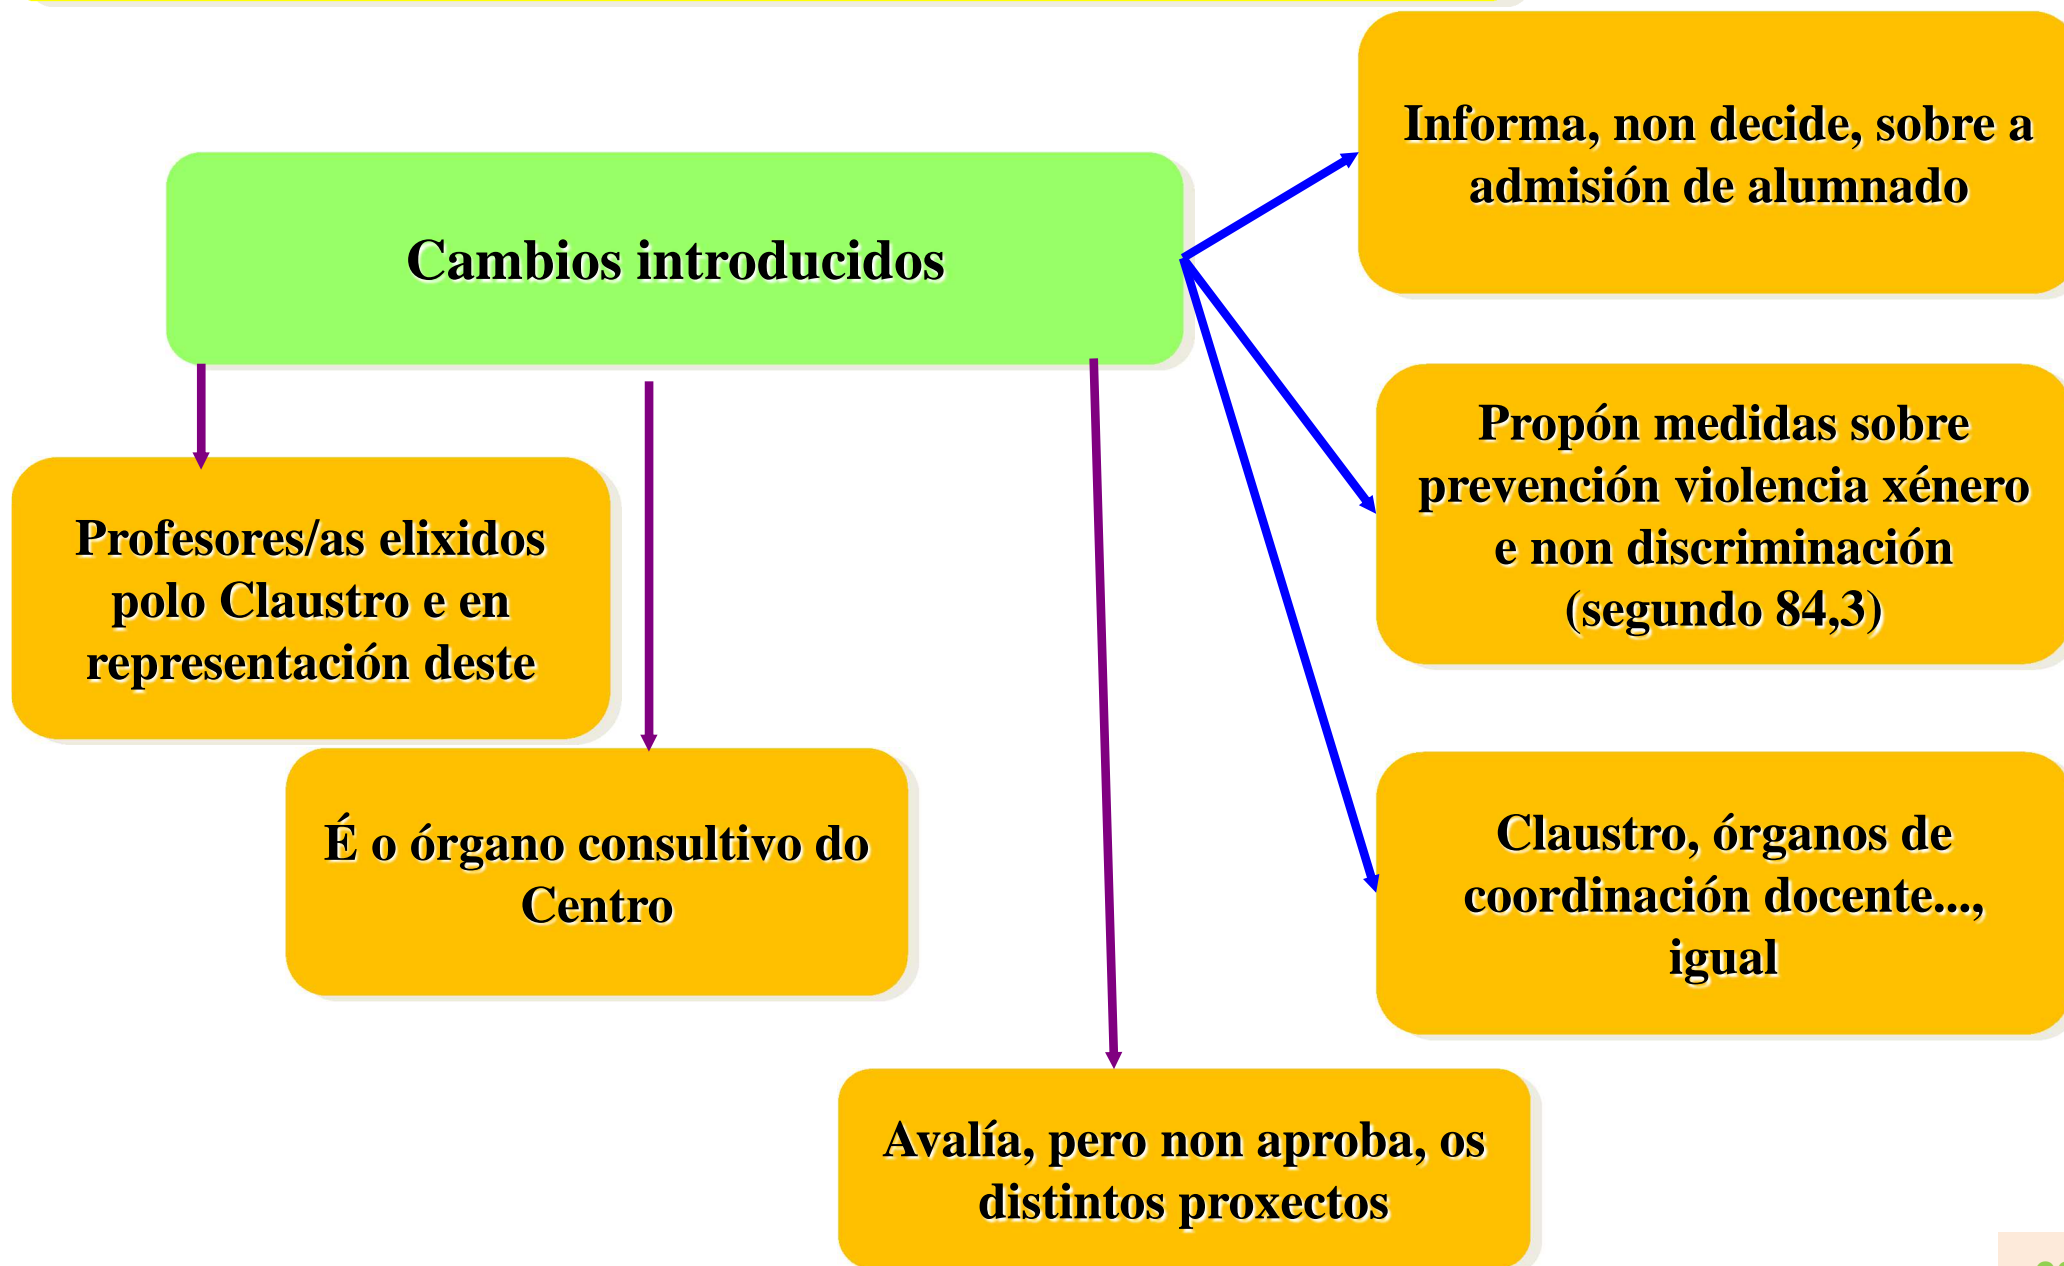 Informa, non decide, sobre a
admisión de alumnado
Cambios introducidos
Propón medidas sobre
prevención violencia xénero
e non discriminación
(segundo 84,3)
Profesores/as elixidos
polo Claustro e en
representación deste
É o órgano consultivo do
Centro
Claustro, órganos de
coordinación docente...,
igual
Avalía, pero non aproba, os
distintos proxectos